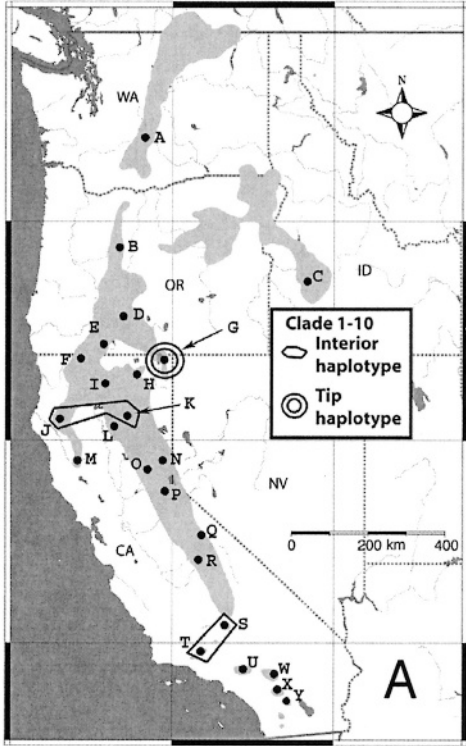 WA
N
A
B
C
ID
OR
D
G
E
F
H
I
K
J
L
M
N
O
P
NV
Q
CA
R
S
T
U
W
X
Y
Clade 1-10
Interior
haplotype
Tip
haplotype
0 200 400
km
A